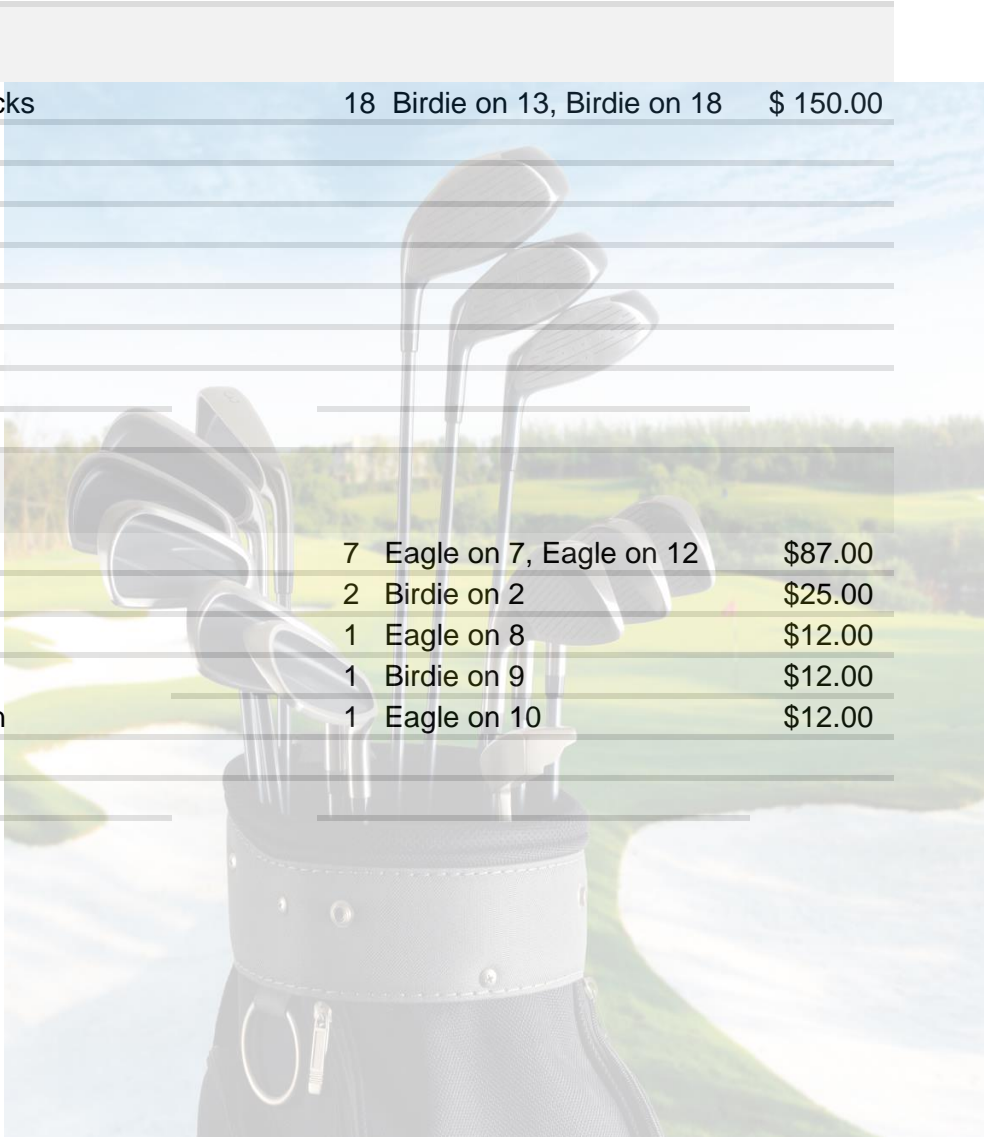 cks 18 Birdie on 13, Birdie on 18 $ 150.00
7 Eagle on 7, Eagle on 12 $87.00
2 Birdie on 2 $25.00
1 Eagle on 8 $12.00
1 Birdie on 9 $12.00
n 1 Eagle on 10 $12.00